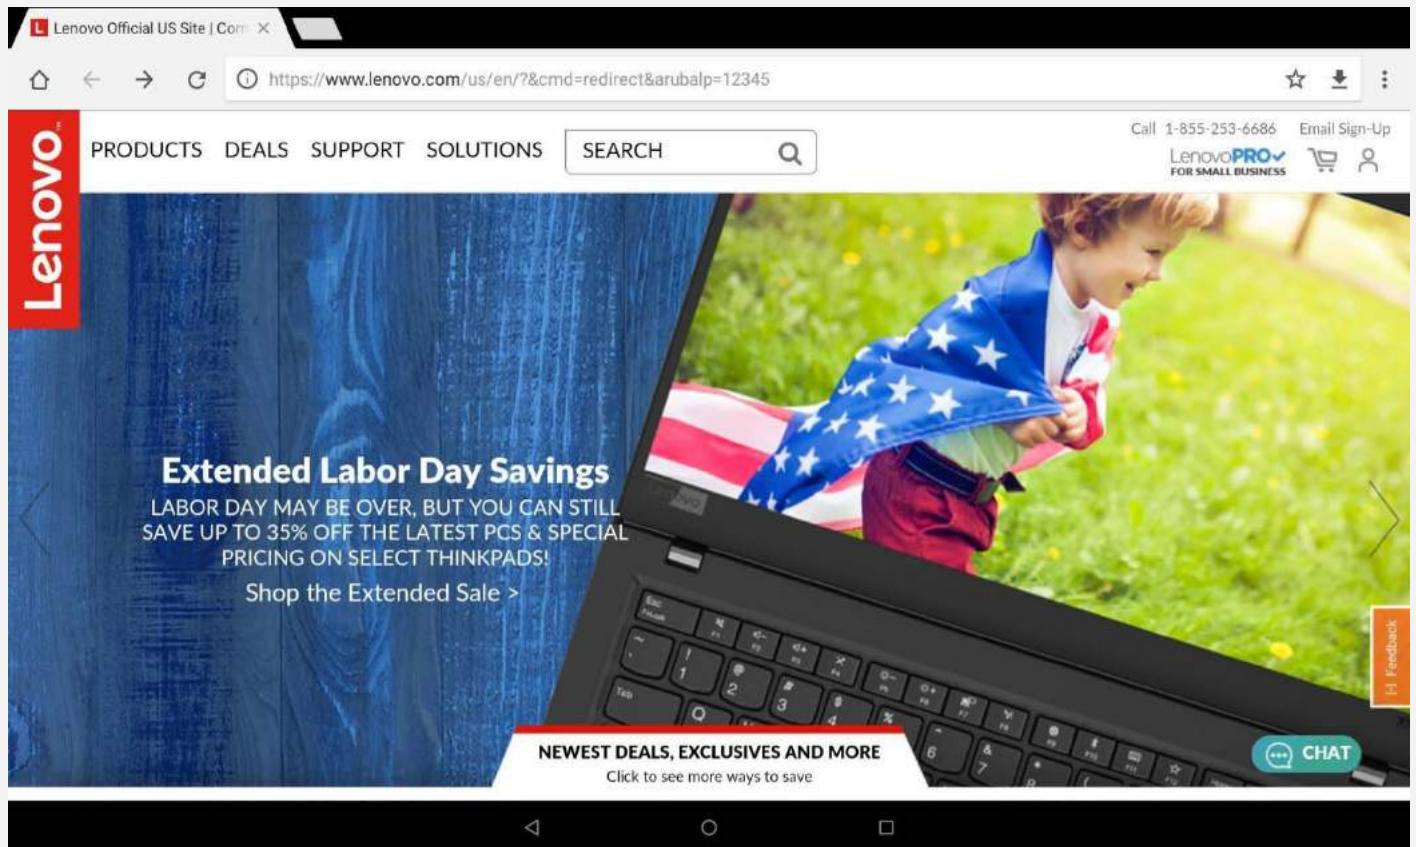 Lenovo Official US Site | Com
https://www.lenovo.com/us/en/?&cmd=redirect&arubalp=12345
Lenovo
PRODUCTS DEALS SUPPORT SOLUTIONS SEARCH
Call 1-855-253-6686 Email Sign-Up
LenovoPRO
FOR SMALL BUSINESS
Extended Labor Day Savings
LABOR DAY MAY BE OVER, BUT YOU CAN STILL
SAVE UP TO 35% OFF THE LATEST PCS & SPECIAL
PRICING ON SELECT THINKPADS!
Shop the Extended Sale >
[-] Feedback
Esc
Tab
NEWEST DEALS, EXCLUSIVES AND MORE
Click to see more ways to save
CHAT